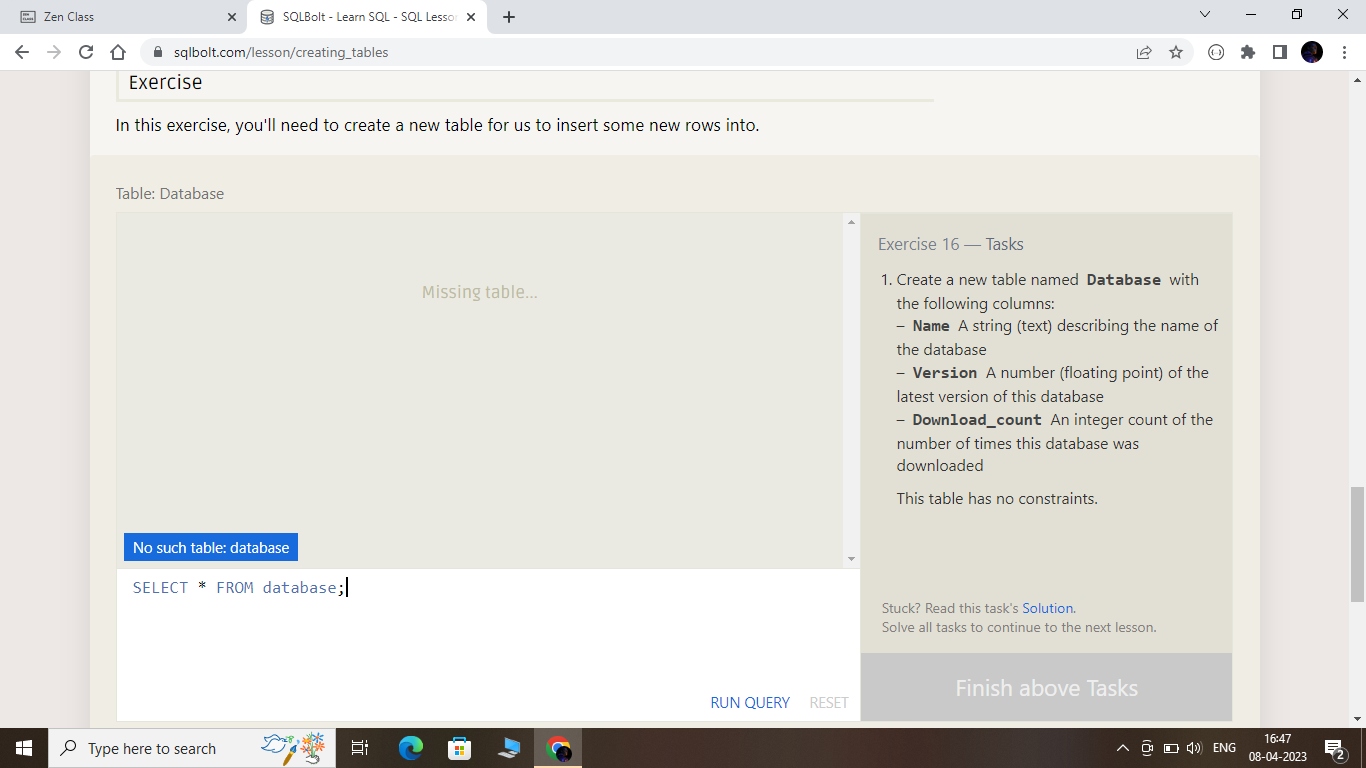 Zen Class
SQLBolt - Learn SQL - SQL Lesso
sqlbolt.com/lesson/creating_tables
Exercise
In this exercise, you'll need to create a new table for us to insert some new rows into.
Table: Database
Missing table...
No such table: database
SELECT * FROM database;
RUN QUERY RESET
Exercise 16 — Tasks
1. Create a new table named Database with
the following columns:
– Name A string (text) describing the name of
the database
– Version A number (floating point) of the
latest version of this database
– Download_count An integer count of the
number of times this database was
downloaded
This table has no constraints.
Stuck? Read this task's Solution.
Solve all tasks to continue to the next lesson.
Finish above Tasks
Type here to search
ENG
16:47
08-04-2023
2